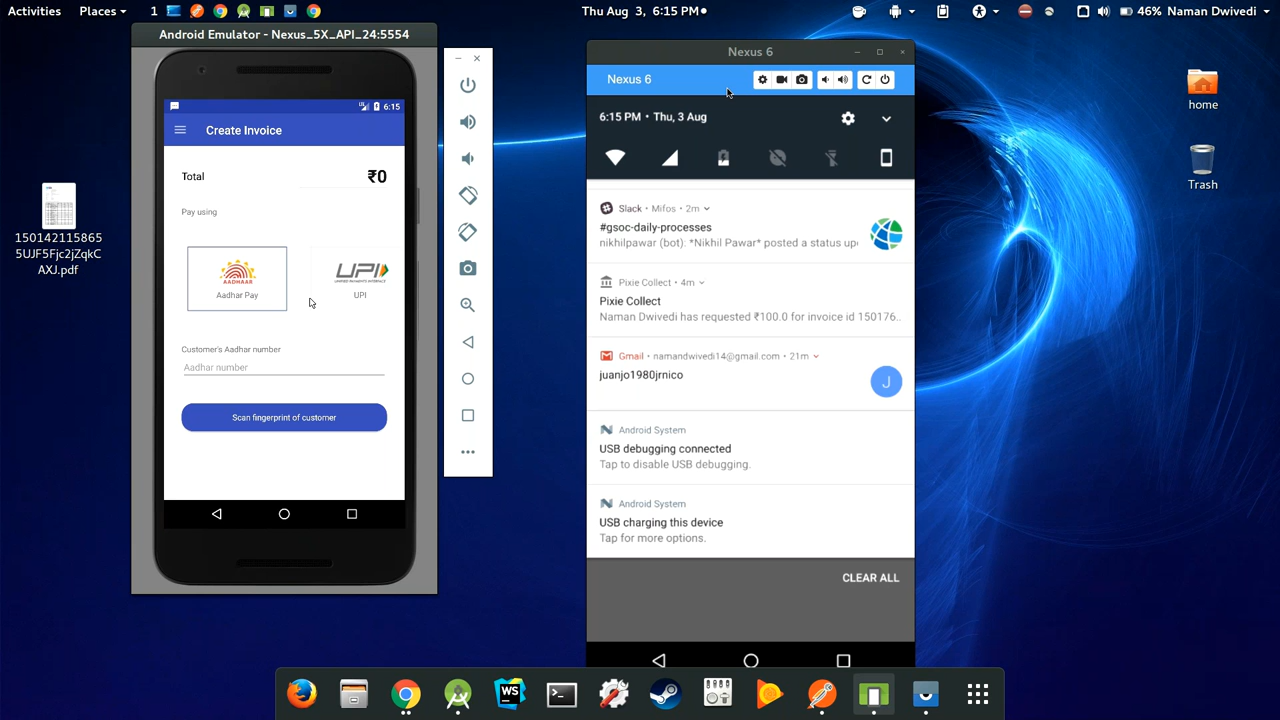 Activities Places 1 Thu Aug 3, 6:15 PM 46% Naman Dwivedi
Android Emulator - Nexus_5X_API_24:5554
6:15
Create Invoice
Total ₹0
Pay using
AADHAAR
Aadhar Pay
UPI
UNIFIED PAYMENTS INTERFACE
UPI
Customer's Aadhar number
Aadhar number
Scan fingerprint of customer
Nexus 6
Nexus 6
6:15 PM • Thu, 3 Aug
Slack • Mifos • 2m
#gsoc-daily-processes
nikhilpawar (bot): *Nikhil Pawar* posted a status up
Pixie Collect • 4m
Pixie Collect
Naman Dwivedi has requested ₹100.0 for invoice id 150176..
Gmail • namandwivedi14@gmail.com • 21m
juanjo1980jrnico
J
Android System
USB debugging connected
Tap to disable USB debugging.
Android System
USB charging this device
Tap for more options.
CLEAR ALL
150142115865
5UJF5Fjc2jZqkC
AXJ.pdf
home
Trash
WS